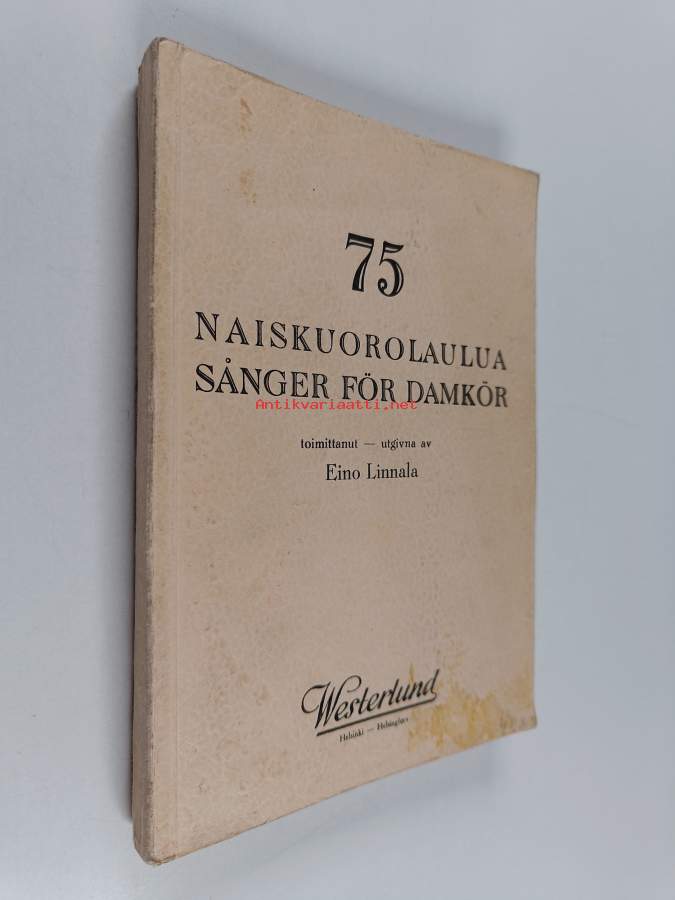 75
NAISKUOROLAULUA
SÅNGER FÖR DAMKÖR
Antikvariaatti.net
toimittanut — utgivna av
Eino Linnala
Westerlund
Helsinki — Helsingfors